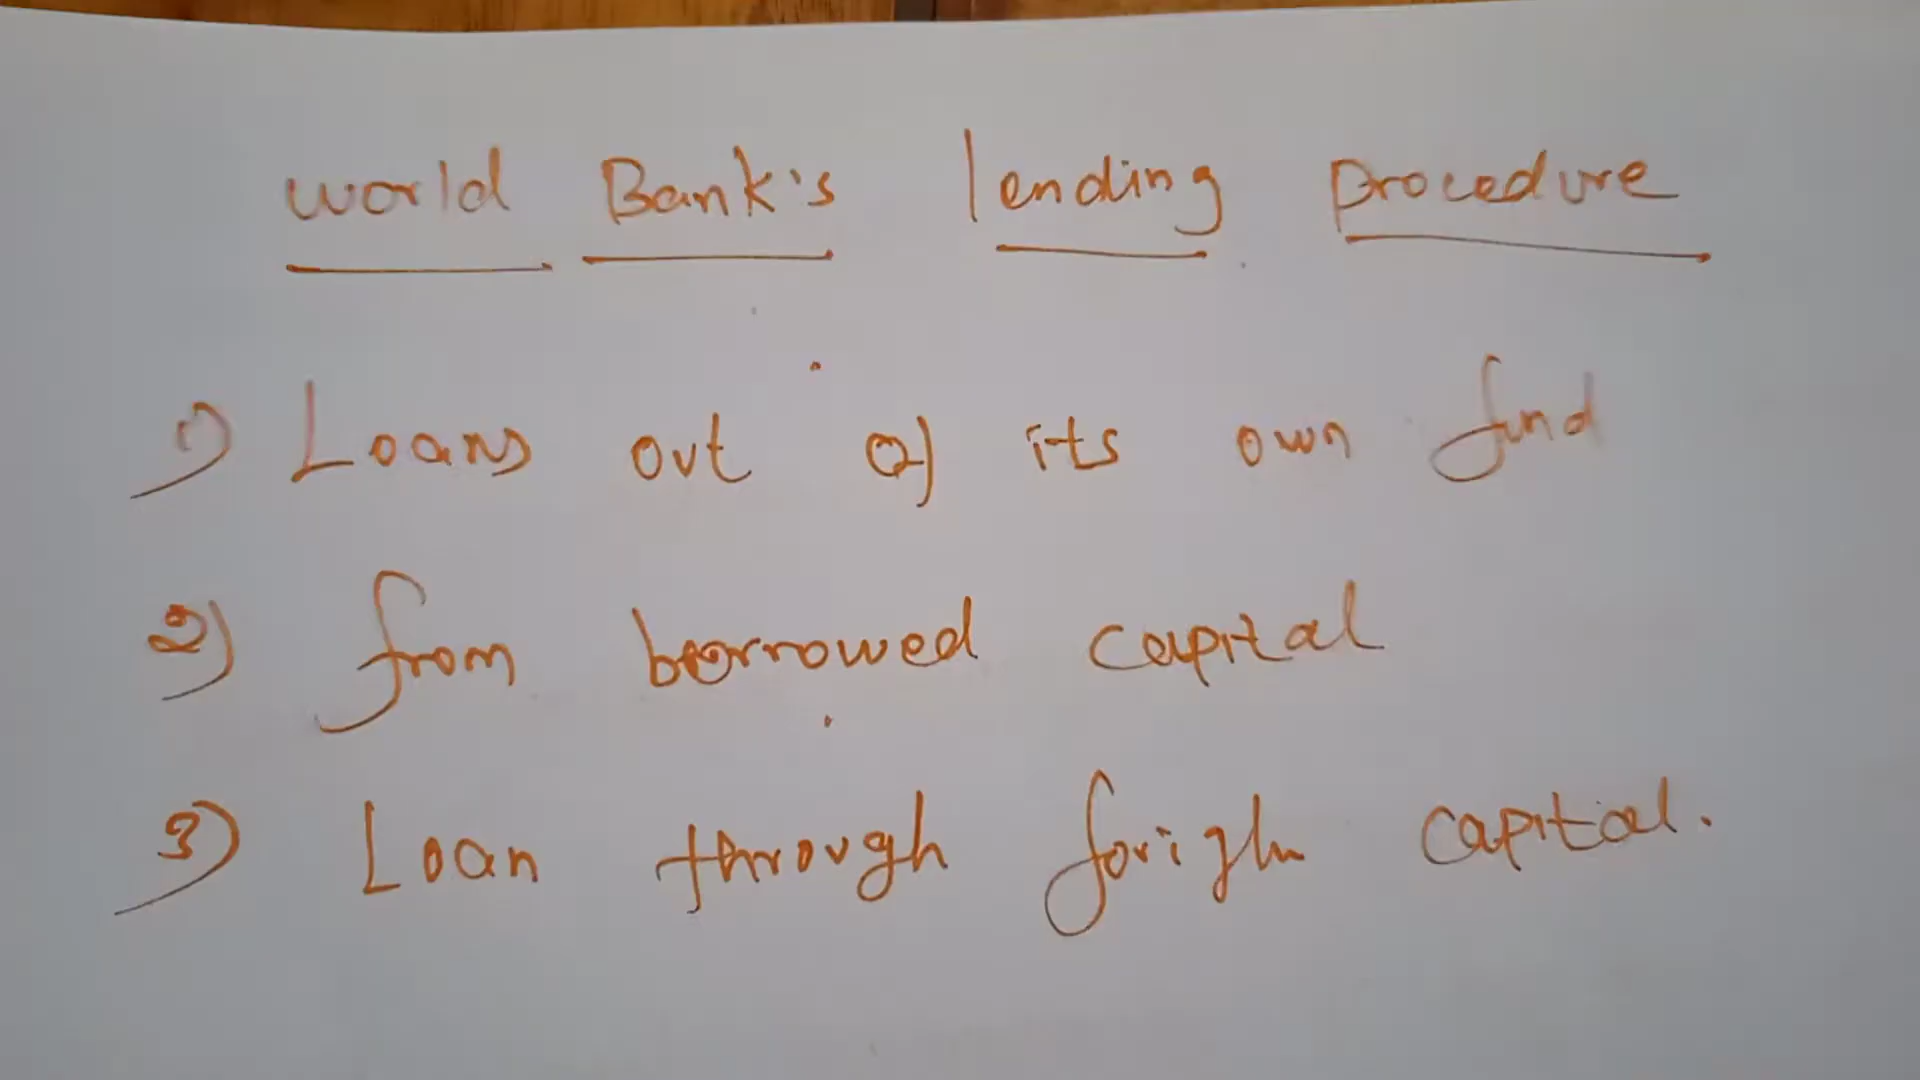 world Bank's lending procedure
1) Loans out of its own fund
2) from borrowed capital
3) Loan through forigh capital.